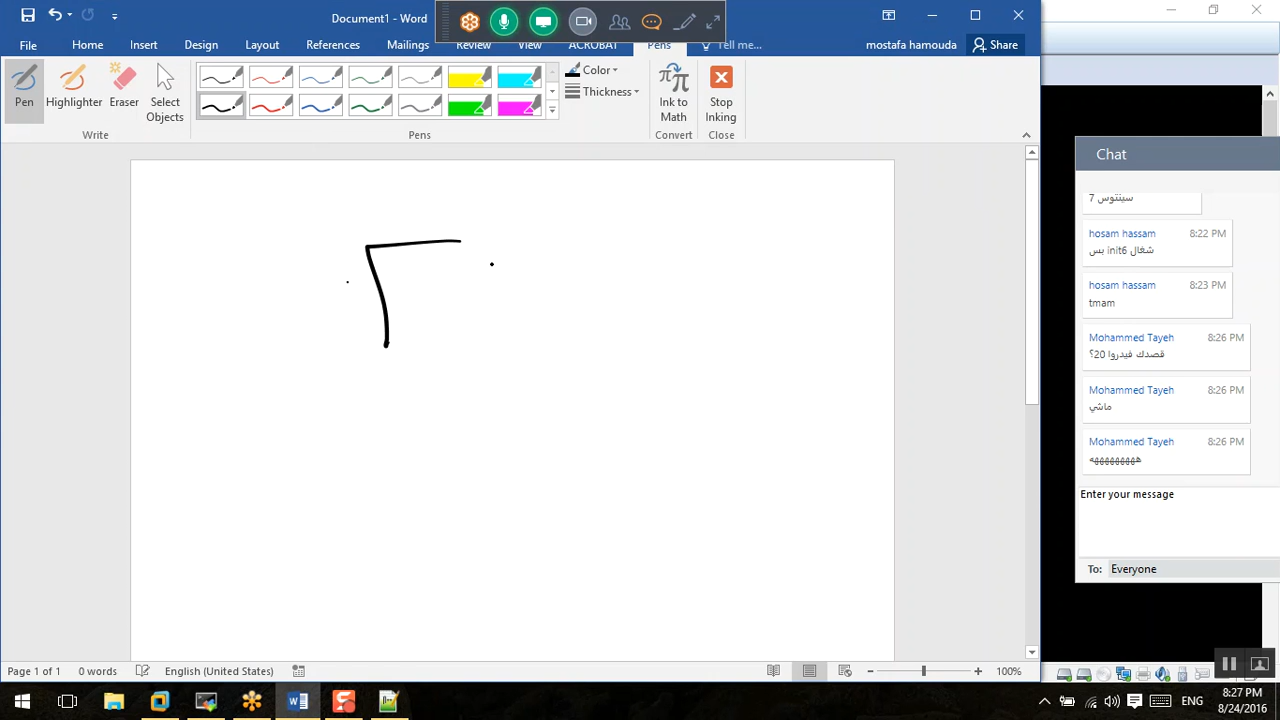 Document1 - Word
File
Home
Insert
Design
Layout
References
Mailings
Review
View
ACROBAT
Pens
Tell me...
mostafa hamouda
Share
Pen
Highlighter
Eraser
Select Objects
Color
Thickness
Ink to Math
Stop Inking
Write
Pens
Convert
Close
Chat
سينتوس 7
hosam hassam 8:22 PM
شغال init6 بس
hosam hassam 8:23 PM
tmam
Mohammed Tayeh 8:26 PM
قصدك فيدروا 20؟
Mohammed Tayeh 8:26 PM
ماشي
Mohammed Tayeh 8:26 PM
Enter your message
To: Everyone
Page 1 of 1
0 words
English (United States)
100%
ENG
8:27 PM
8/24/2016